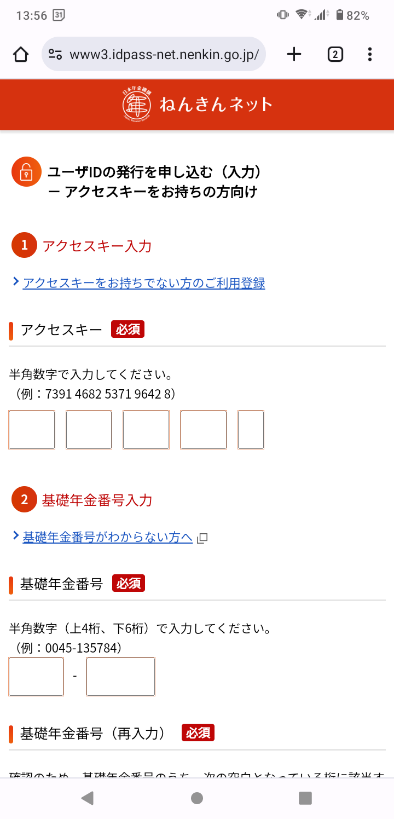 13:56 31 82%
www3.idpass-net.nenkin.go.jp/ 2
日本年金機構 ねんきんネット
ユーザIDの発行を申し込む（入力）
－ アクセスキーをお持ちの方向け
1 アクセスキー入力
アクセスキーをお持ちでない方のご利用登録
アクセスキー 必須
半角数字で入力してください。
（例：7391 4682 5371 9642 8）
2 基礎年金番号入力
基礎年金番号がわからない方へ
基礎年金番号 必須
半角数字（上4桁、下6桁）で入力してください。
（例：0045-135784）
-
基礎年金番号（再入力） 必須
確認のため、基礎年金番号のうち、次の空白となっている桁に該当す